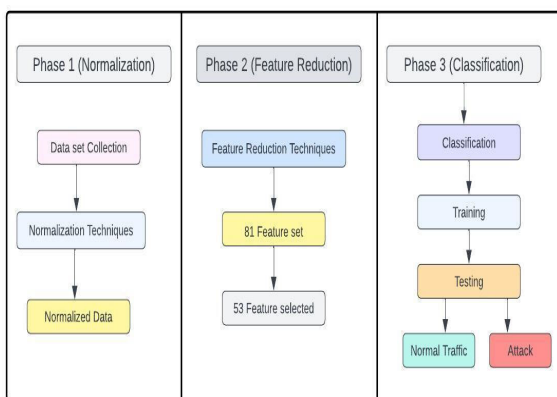 Phase 1 (Normalization)
Data set Collection
Normalization Techniques
Normalized Data
Phase 2 (Feature Reduction)
Feature Reduction Techniques
81 Feature set
53 Feature selected
Phase 3 (Classification)
Classification
Training
Testing
Normal Traffic
Attack